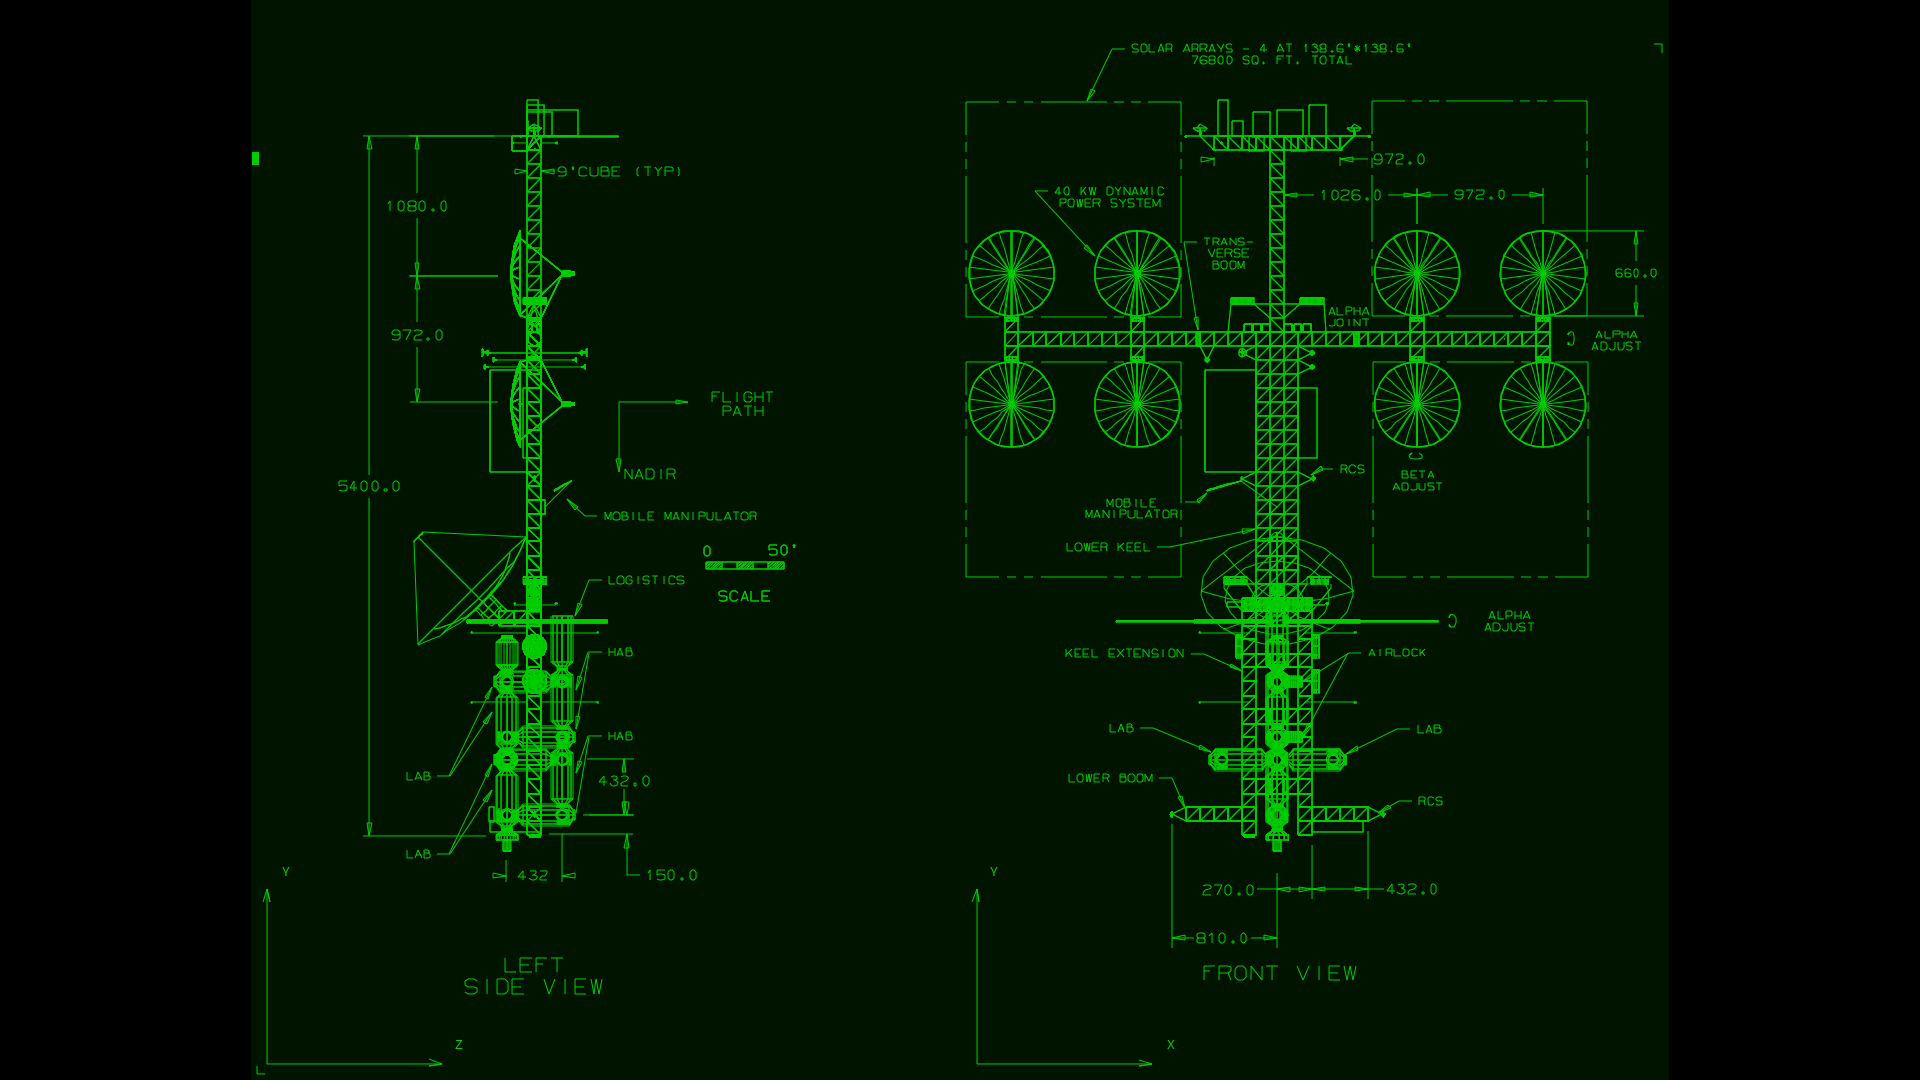 SOLAR ARRAYS - 4 AT 138.6'*138.6'
76800 SQ. FT. TOTAL
9'CUBE (TYP)
1080.0
972.0
5400.0
FLIGHT
PATH
NADIR
MOBILE MANIPULATOR
0 50'
SCALE
LOGISTICS
HAB
HAB
LAB
LAB
432.0
432
150.0
Y
Z
LEFT
SIDE VIEW
972.0
1026.0
972.0
40 KW DYNAMIC
POWER SYSTEM
TRANS-
VERSE
BOOM
660.0
ALPHA
JOINT
ALPHA
ADJUST
RCS
BETA
ADJUST
MOBILE
MANIPULATOR
LOWER KEEL
ALPHA
ADJUST
KEEL EXTENSION
AIRLOCK
LAB
LAB
LOWER BOOM
RCS
270.0
432.0
810.0
Y
X
FRONT VIEW